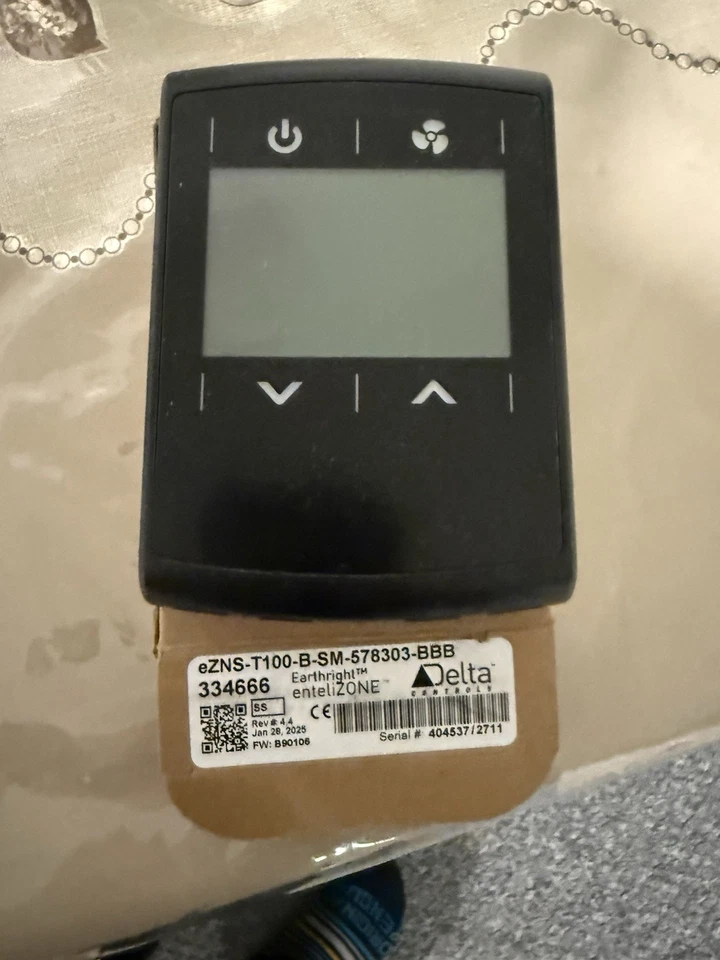 eZNS-T100-B-SM-578303-BBB
334666
Earthright™
enteliZONE™
Delta™
CONTROLS
SS
Rev #: 4.4
Jan 28, 2025
FW: B90106
CE
Serial # 404537/2711